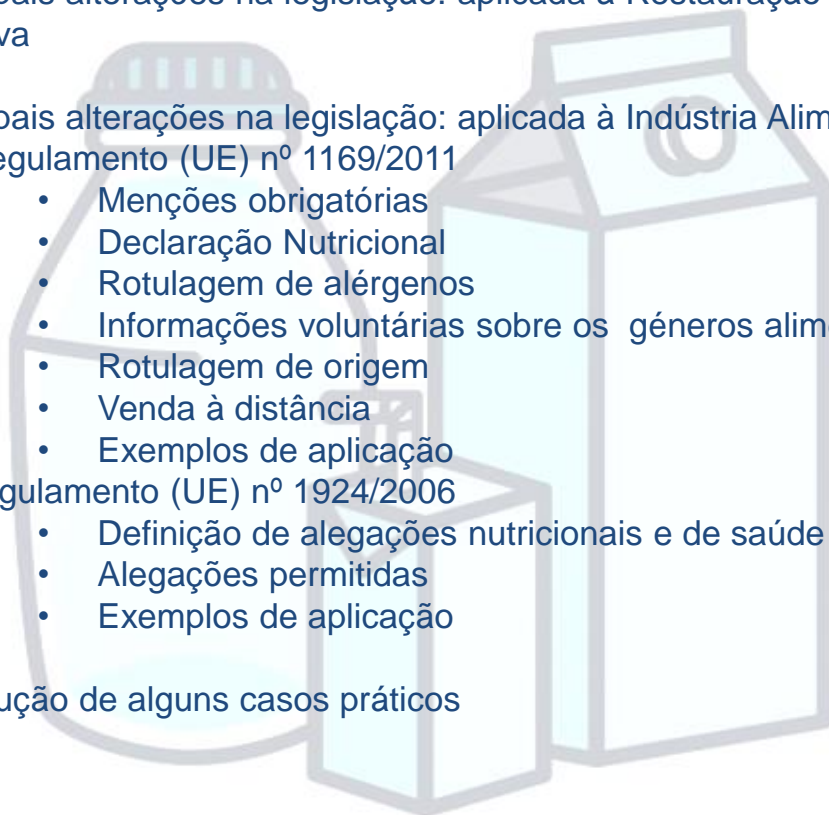 ais alterações na legislação: aplicada à Restauração
va
pais alterações na legislação: aplicada à Indústria Alim
egulamento (UE) nº 1169/2011
• Menções obrigatórias
• Declaração Nutricional
• Rotulagem de alérgenos
• Informações voluntárias sobre os géneros alim
• Rotulagem de origem
• Venda à distância
• Exemplos de aplicação
gulamento (UE) nº 1924/2006
• Definição de alegações nutricionais e de saúde
• Alegações permitidas
• Exemplos de aplicação
ução de alguns casos práticos